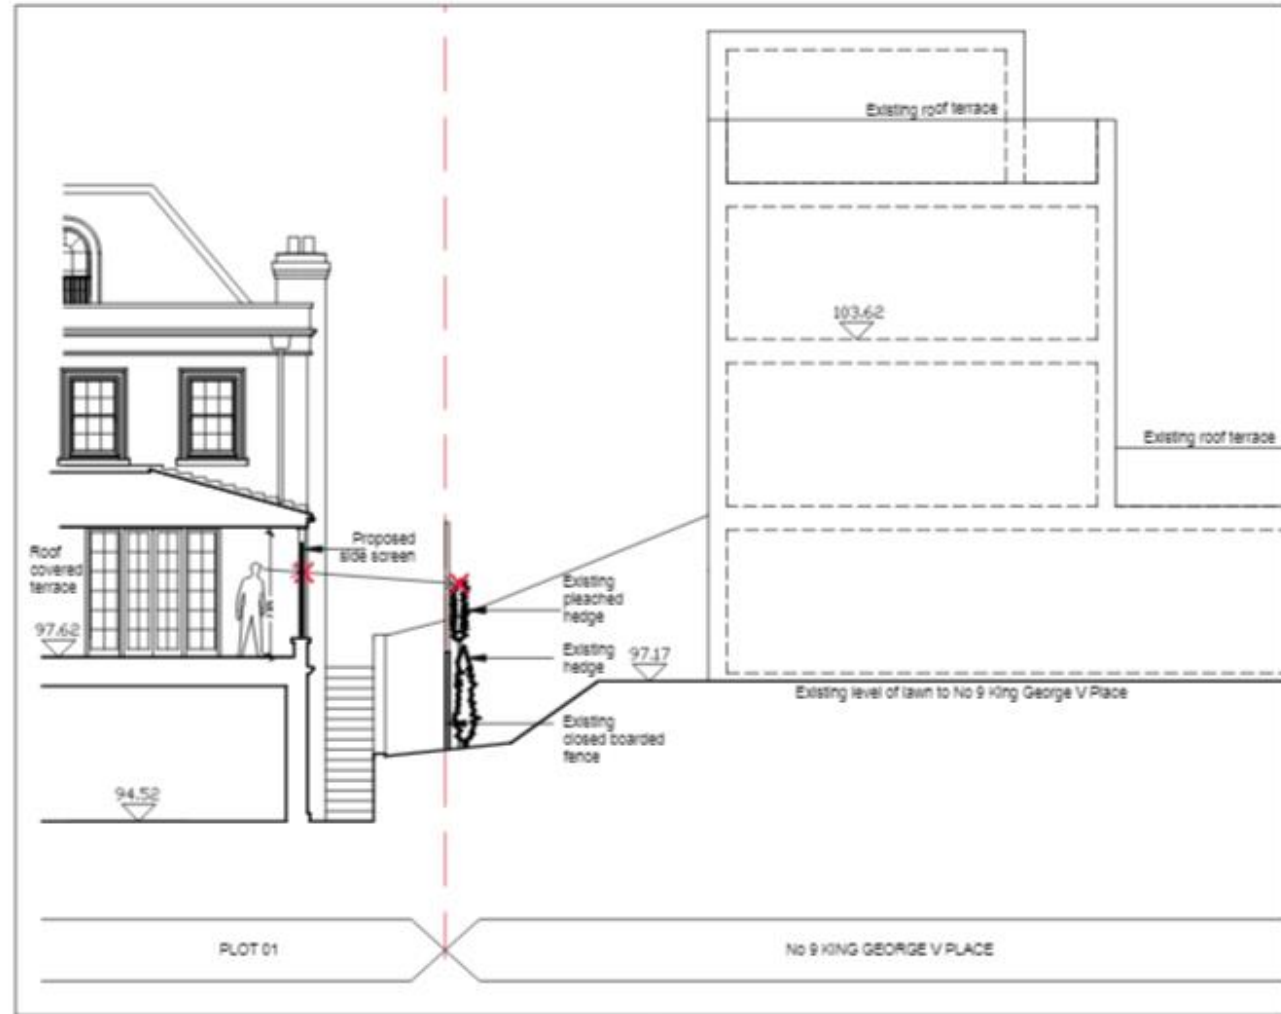 Existing roof terrace
103.62
Existing roof terrace
Proposed
side screen
Roof
covered
terrace
97.62
Existing
pleached
hedge
Existing
hedge
97.17
Existing level of lawn to No 9 King George V Place
Existing
closed boarded
fence
94.52
PLOT 01
No 9 KING GEORGE V PLACE